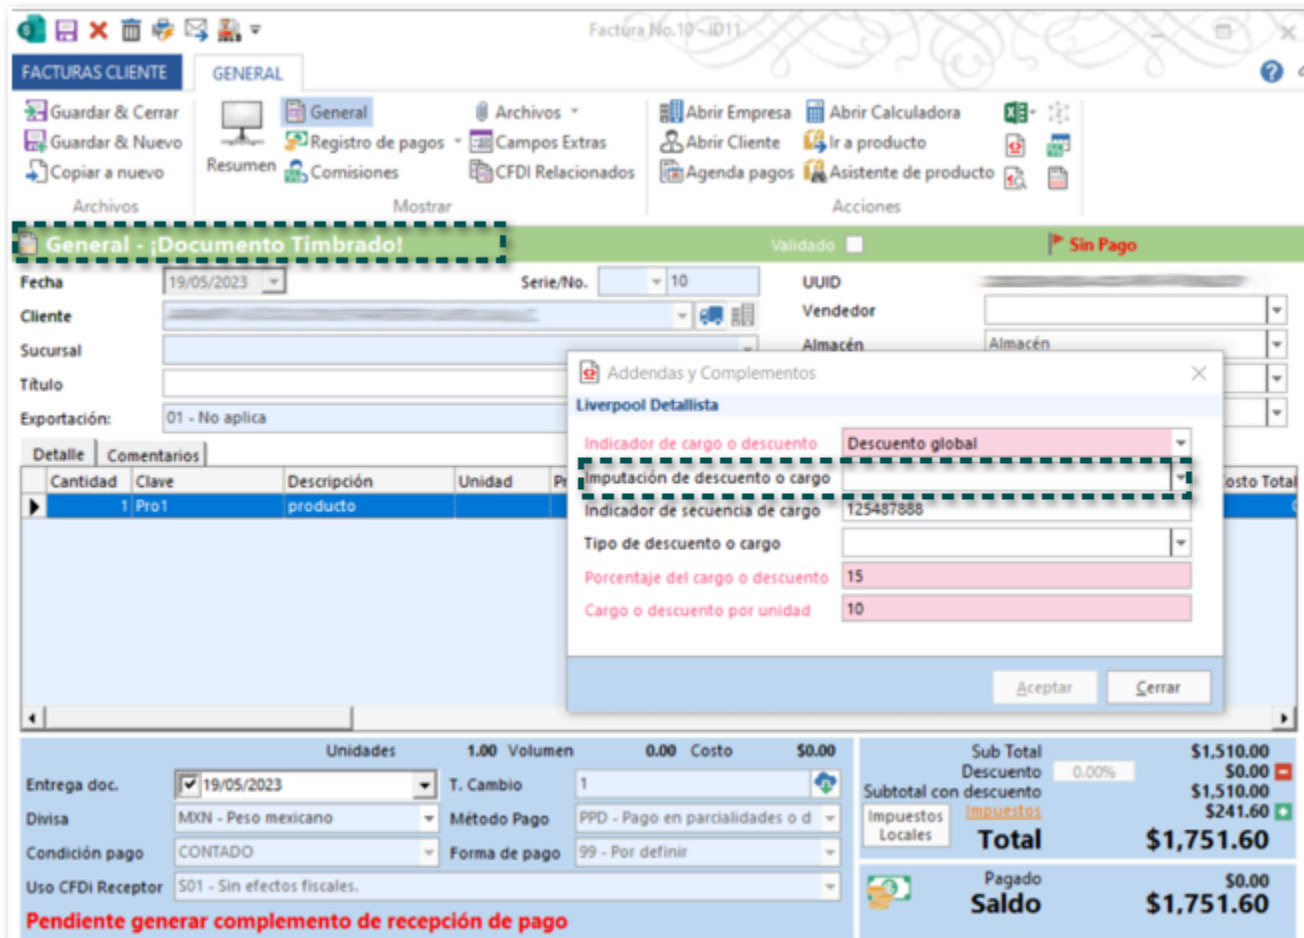 Factura No.10 - ID11
FACTURAS CLIENTE GENERAL
Guardar & Cerrar General Archivos Abrir Empresa Abrir Calculadora
Guardar & Nuevo Registro de pagos Campos Extras Abrir Cliente Ir a producto
Copiar a nuevo Resumen Comisiones CFDI Relacionados Agenda pagos Asistente de producto
Archivos Mostrar Acciones
General - ¡Documento Timbrado! Validado Sin Pago
Fecha 19/05/2023 Serie/No. 10 UUID
Cliente Vendedor
Sucursal Almacén Almacén
Título
Exportación: 01 - No aplica
Addendas y Complementos
Liverpool Detallista
Indicador de cargo o descuento Descuento global
Imputación de descuento o cargo
Indicador de secuencia de cargo 125487888
Tipo de descuento o cargo
Porcentaje del cargo o descuento 15
Cargo o descuento por unidad 10
Aceptar Cerrar
Detalle Comentarios
Cantidad Clave Descripción Unidad Pr osto Total
1 Pro1 producto
Unidades 1.00 Volumen 0.00 Costo $0.00
Entrega doc. 19/05/2023 T. Cambio 1
Divisa MXN - Peso mexicano Método Pago PPD - Pago en parcialidades o d
Condición pago CONTADO Forma de pago 99 - Por definir
Uso CFDi Receptor S01 - Sin efectos fiscales.
Pendiente generar complemento de recepción de pago
Sub Total $1,510.00
Descuento 0.00% $0.00
Subtotal con descuento $1,510.00
Impuestos Locales Impuestos $241.60
Total $1,751.60
Pagado $0.00
Saldo $1,751.60